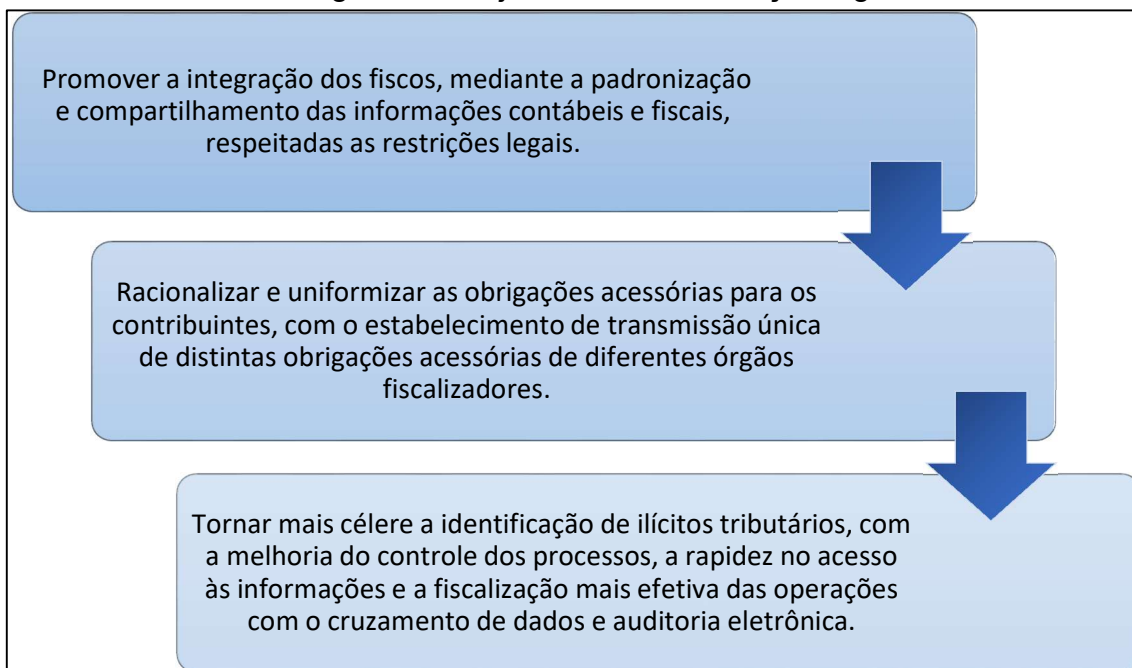 Promover a integração dos fiscos, mediante a padronização
e compartilhamento das informações contábeis e fiscais,
respeitadas as restrições legais.
Racionalizar e uniformizar as obrigações acessórias para os
contribuintes, com o estabelecimento de transmissão única
de distintas obrigações acessórias de diferentes órgãos
fiscalizadores.
Tornar mais célere a identificação de ilícitos tributários, com
a melhoria do controle dos processos, a rapidez no acesso
às informações e a fiscalização mais efetiva das operações
com o cruzamento de dados e auditoria eletrônica.